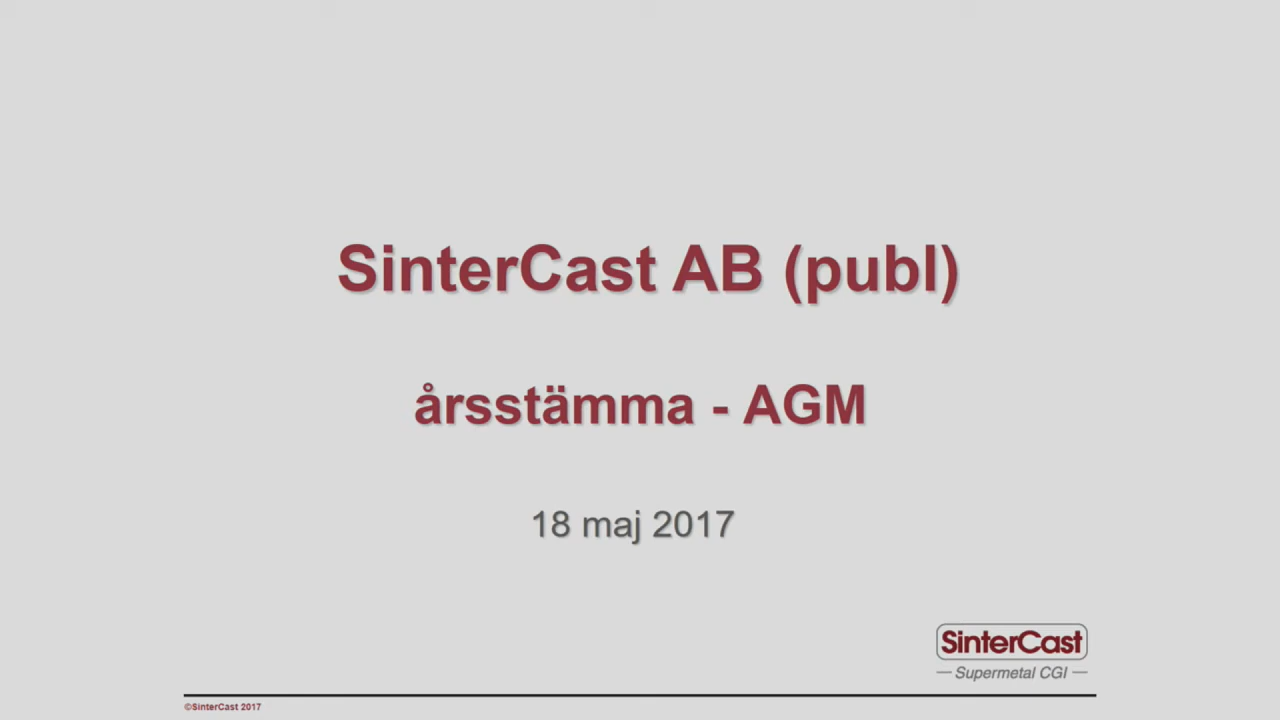 SinterCast AB (publ)
årsstämma - AGM
18 maj 2017
SinterCast
Supermetal CGI
©SinterCast 2017